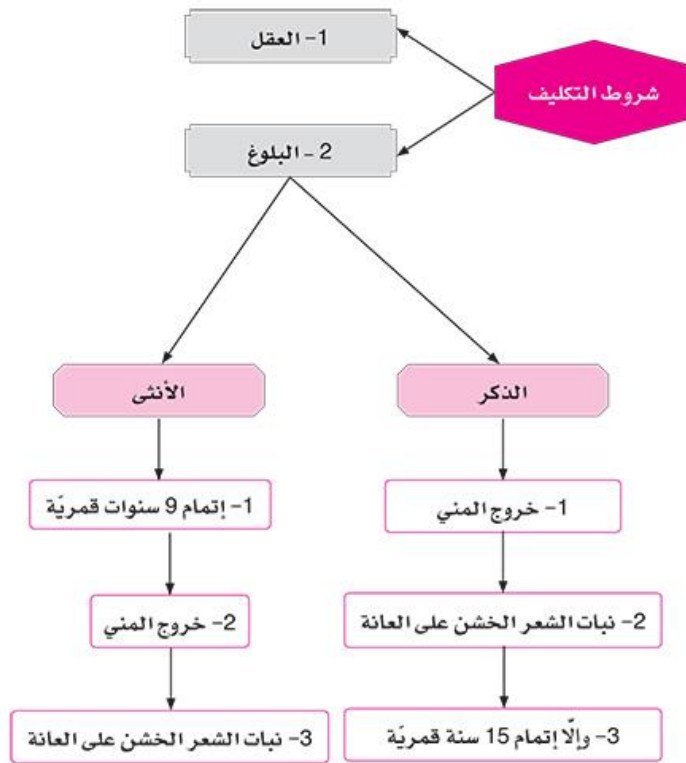 شروط التكليف
1- العقل
2- البلوغ
الذكر
1- خروج المني
2- نبات الشعر الخشن على العانة
3- وإلّا إتمام 15 سنة قمريّة
الأنثى
1- إتمام 9 سنوات قمريّة
2- خروج المني
3- نبات الشعر الخشن على العانة